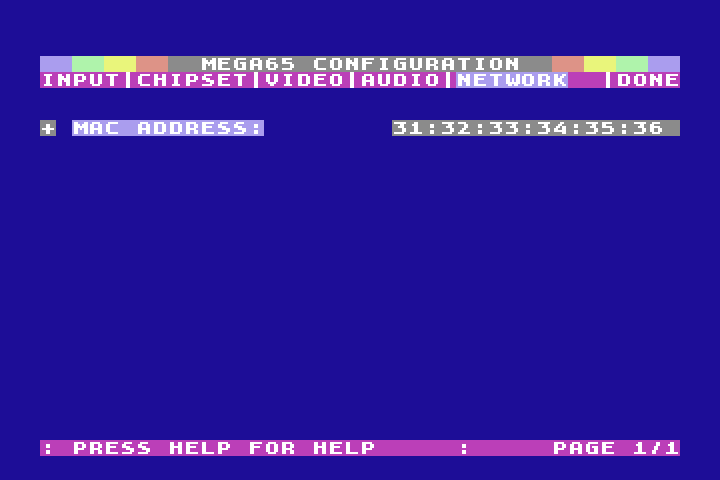 MEGA65 CONFIGURATION
INPUT|CHIPSET|VIDEO|AUDIO|NETWORK |DONE
+ MAC ADDRESS: 31:32:33:34:35:36
: PRESS HELP FOR HELP : PAGE 1/1